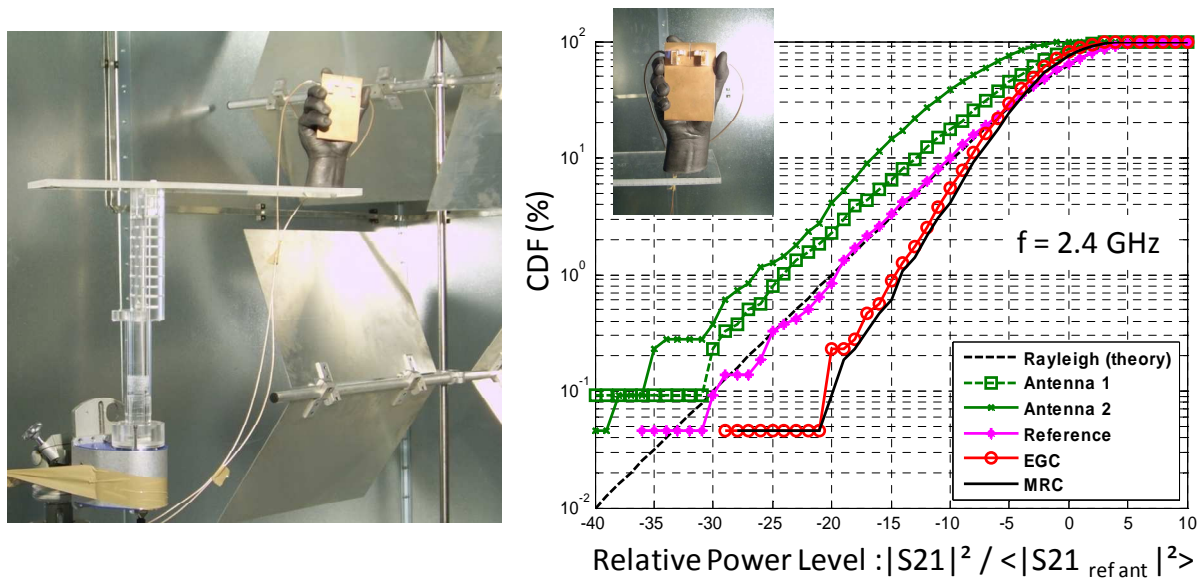 10²
10¹
10⁰
10⁻¹
10⁻²
CDF (%)
f = 2.4 GHz
Rayleigh (theory)
Antenna 1
Antenna 2
Reference
EGC
MRC
-40 -35 -30 -25 -20 -15 -10 -5 0 5 10
Relative Power Level :|S21|² / <|S21 ref ant |²>